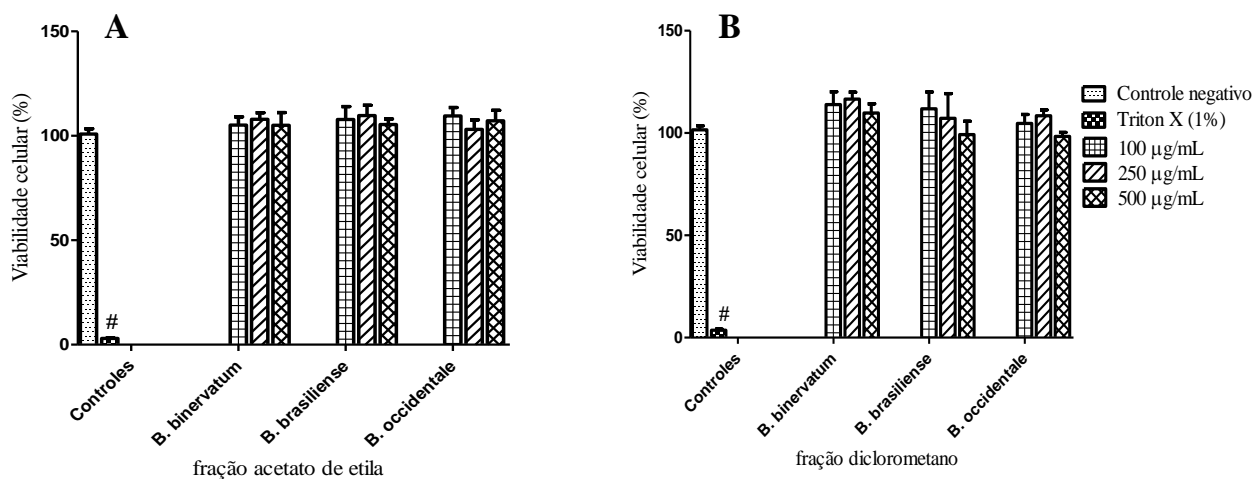 A
Viabilidade celular (%)
150
100
50
0
#
Controles
B. binervatum
B. brasiliense
B. occidentale
fração acetato de etila
B
Viabilidade celular (%)
150
100
50
0
#
Controles
B. binervatum
B. brasiliense
B. occidentale
fração diclorometano
Controle negativo
Triton X (1%)
100 µg/mL
250 µg/mL
500 µg/mL